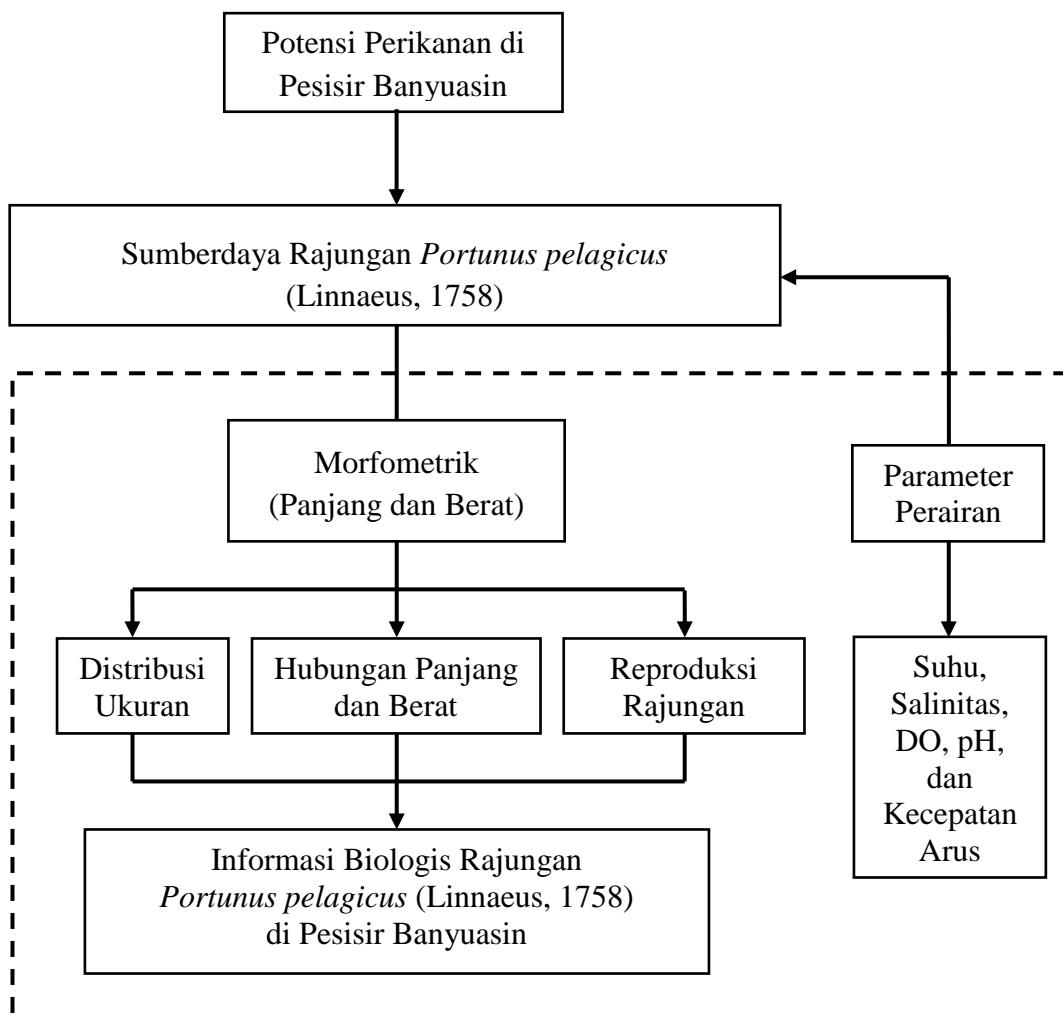 Potensi Perikanan di
Pesisir Banyuasin
Sumberdaya Rajungan Portunus pelagicus
(Linnaeus, 1758)
Morfometrik
(Panjang dan Berat)
Parameter
Perairan
Distribusi
Ukuran
Hubungan Panjang
dan Berat
Reproduksi
Rajungan
Suhu,
Salinitas,
DO, pH,
dan
Kecepatan
Arus
Informasi Biologis Rajungan
Portunus pelagicus (Linnaeus, 1758)
di Pesisir Banyuasin